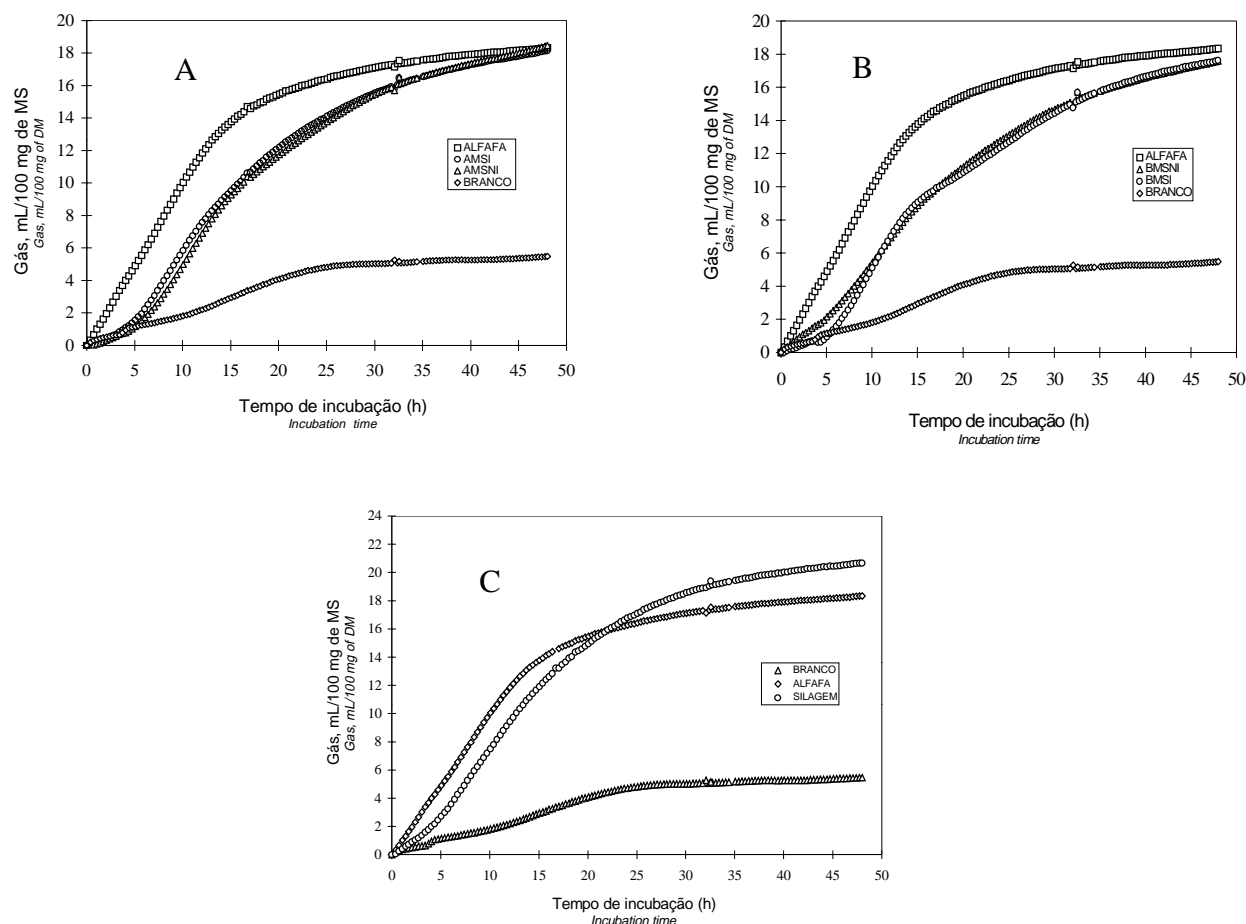 20
18
16
14
12
10
8
6
4
2
0
0 5 10 15 20 25 30 35 40 45 50
A
Gás, mL/100 mg de MS
Gas, mL/100 mg of DM
ALFAFA
AMSI
AMSNI
BRANCO
Tempo de incubação (h)
Incubation time
20
18
16
14
12
10
8
6
4
2
0
0 5 10 15 20 25 30 35 40 45 50
B
Gás, mL/100 mg de MS
Gas, mL/100 mg of DM
ALFAFA
BMSNI
BMSI
BRANCO
Tempo de incubação (h)
Incubation time
24
22
20
18
16
14
12
10
8
6
4
2
0
0 5 10 15 20 25 30 35 40 45 50
C
Gás, mL/100 mg de MS
Gas, mL/100 mg of DM
BRANCO
ALFAFA
SILAGEM
Tempo de incubação (h)
Incubation time